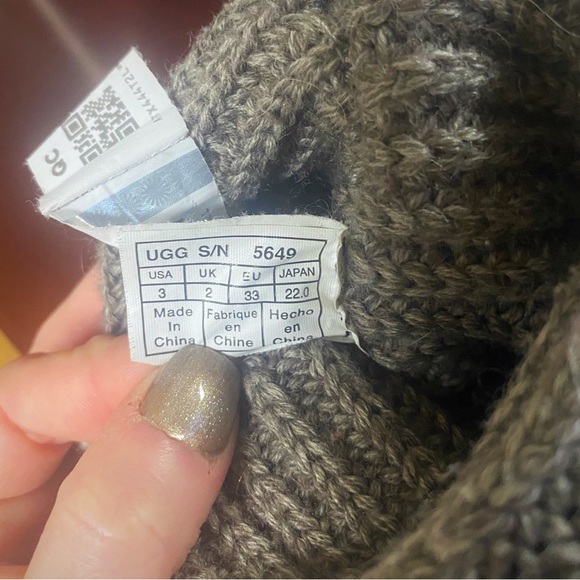 QC
UGG S/N 5649
USA UK EU JAPAN
3 2 33 22.0
Made Fabrique Hecho
In en en
China Chine China